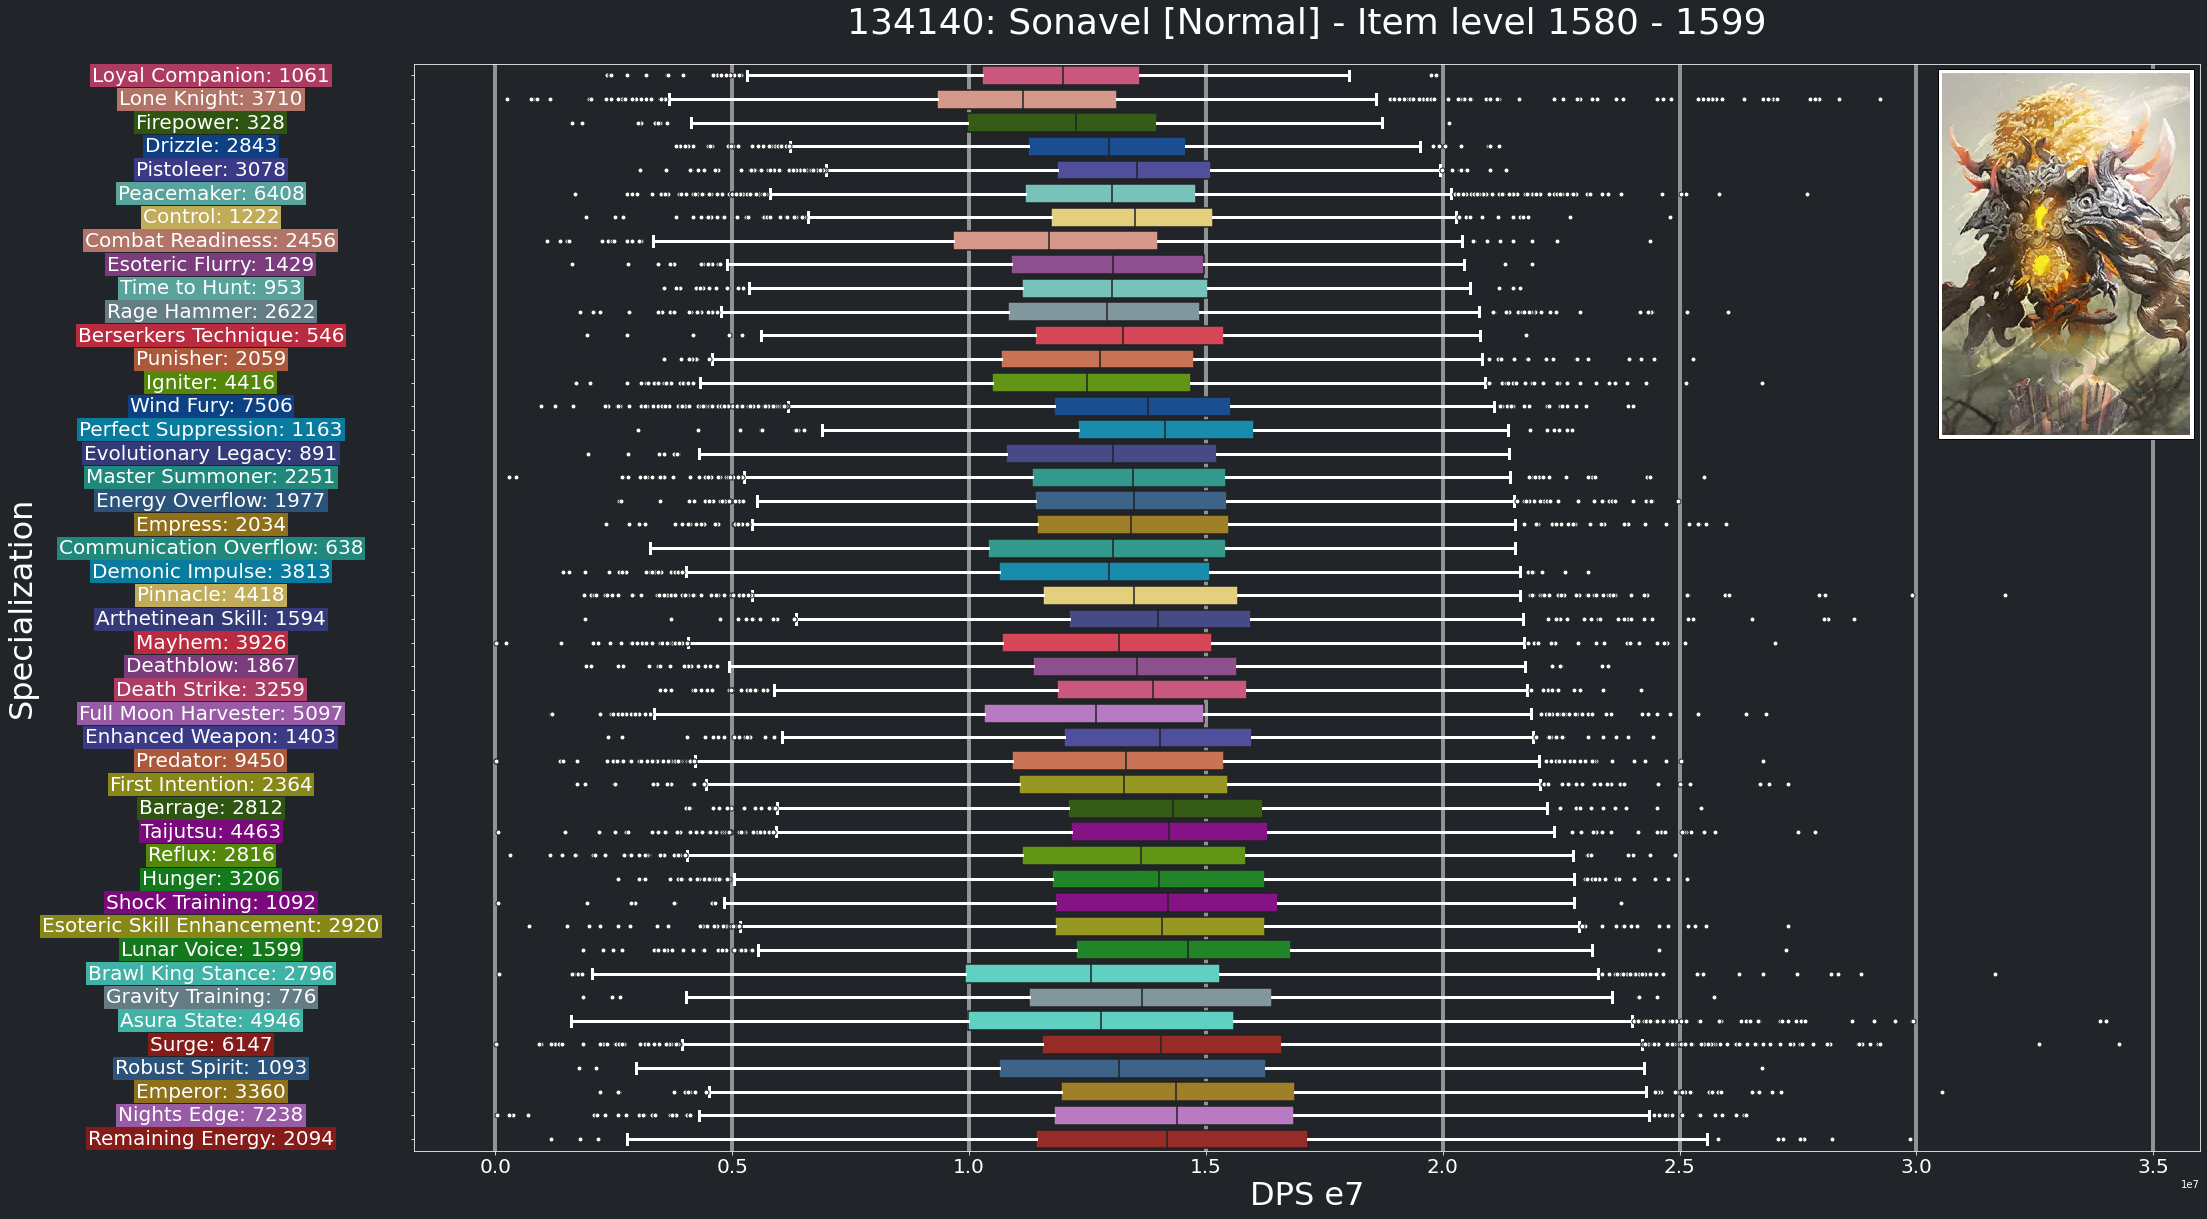 134140: Sonavel [Normal] - Item level 1580 - 1599
Specialization
Loyal Companion: 1061
Lone Knight: 3710
Firepower: 328
Drizzle: 2843
Pistoleer: 3078
Peacemaker: 6408
Control: 1222
Combat Readiness: 2456
Esoteric Flurry: 1429
Time to Hunt: 953
Rage Hammer: 2622
Berserkers Technique: 546
Punisher: 2059
Igniter: 4416
Wind Fury: 7506
Perfect Suppression: 1163
Evolutionary Legacy: 891
Master Summoner: 2251
Energy Overflow: 1977
Empress: 2034
Communication Overflow: 638
Demonic Impulse: 3813
Pinnacle: 4418
Arthetinean Skill: 1594
Mayhem: 3926
Deathblow: 1867
Death Strike: 3259
Full Moon Harvester: 5097
Enhanced Weapon: 1403
Predator: 9450
First Intention: 2364
Barrage: 2812
Taijutsu: 4463
Reflux: 2816
Hunger: 3206
Shock Training: 1092
Esoteric Skill Enhancement: 2920
Lunar Voice: 1599
Brawl King Stance: 2796
Gravity Training: 776
Asura State: 4946
Surge: 6147
Robust Spirit: 1093
Emperor: 3360
Nights Edge: 7238
Remaining Energy: 2094
0.0 0.5 1.0 1.5 2.0 2.5 3.0 3.5
1e7
DPS e7